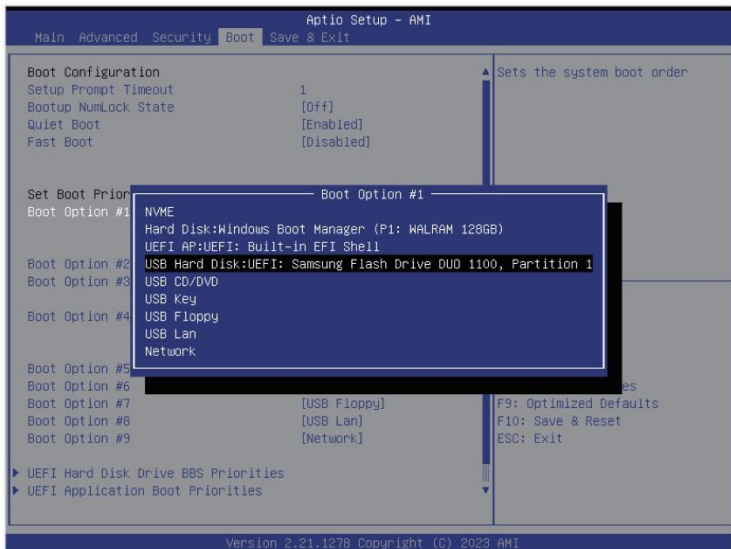 Aptio Setup - AMI
Main Advanced Security Boot Save & Exit
Boot Configuration
Setup Prompt Timeout 1
Bootup NumLock State [Off]
Quiet Boot [Enabled]
Fast Boot [Disabled]
Sets the system boot order
Set Boot Prior
Boot Option #1
Boot Option #2
Boot Option #3
Boot Option #4
Boot Option #5
Boot Option #6
Boot Option #7 [USB Floppy]
Boot Option #8 [USB Lan]
Boot Option #9 [Network]
UEFI Hard Disk Drive BBS Priorities
UEFI Application Boot Priorities
Boot Option #1
NVME
Hard Disk:Windows Boot Manager (P1: WALRAM 128GB)
UEFI AP:UEFI: Built-in EFI Shell
USB Hard Disk:UEFI: Samsung Flash Drive DUO 1100, Partition 1
USB CD/DVD
USB Key
USB Floppy
USB Lan
Network
es
F9: Optimized Defaults
F10: Save & Reset
ESC: Exit
Version 2.21.1278 Copyright (C) 2023 AMI